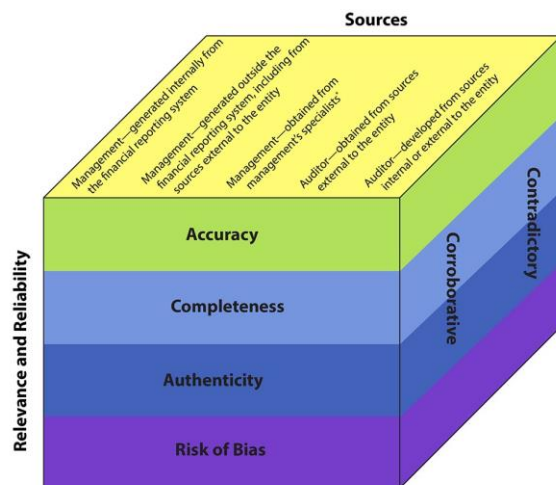 Sources
Management—generated internally from
the financial reporting system
Management—generated outside the
financial reporting system, including from
sources external to the entity
Management—obtained from
management's specialists*
Auditor—obtained from sources
external to the entity
Auditor—developed from sources
internal or external to the entity
Relevance and Reliability
Accuracy
Completeness
Authenticity
Risk of Bias
Corroborative
Contradictory